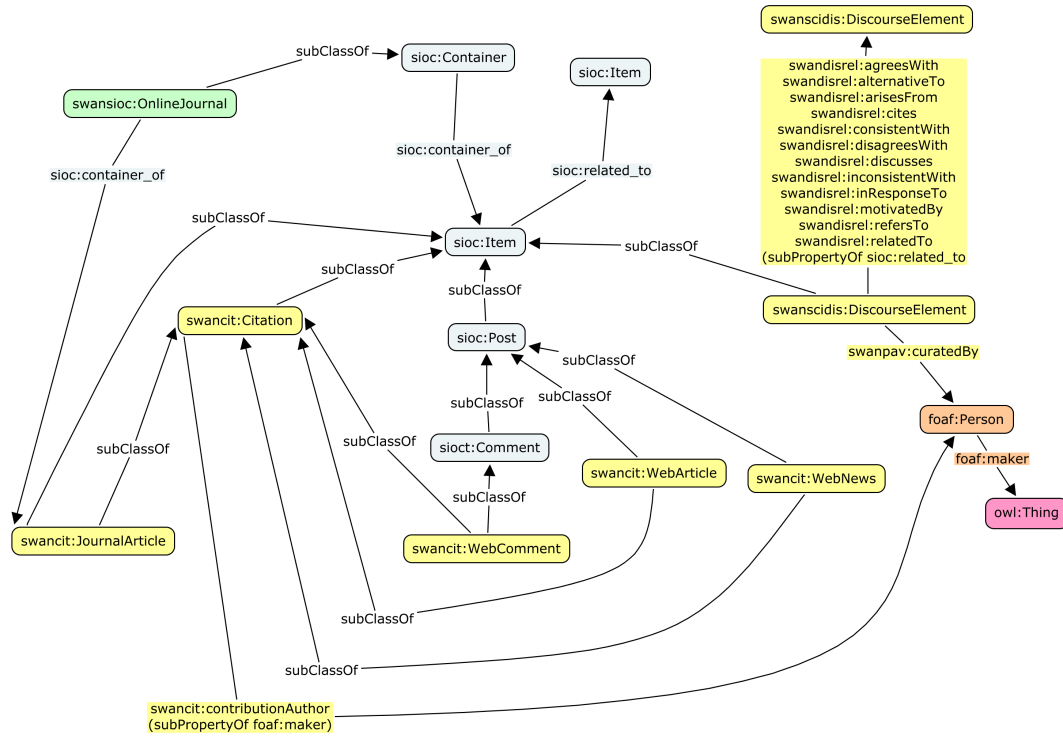 swanscidis:DiscourseElement
subClassOf
sioc:Container
sioc:Item
swandisrel:agreesWith
swandisrel:alternativeTo
swandisrel:arisesFrom
swandisrel:cites
swandisrel:consistentWith
swandisrel:disagreesWith
swandisrel:discusses
swandisrel:inconsistentWith
swandisrel:inResponseTo
swandisrel:motivatedBy
swandisrel:refersTo
swandisrel:relatedTo
(subPropertyOf sioc:related_to
swansioc:OnlineJournal
sioc:container_of
sioc:container_of
sioc:related_to
subClassOf
sioc:Item
subClassOf
subClassOf
subClassOf
swanscidis:DiscourseElement
swancit:Citation
sioc:Post
swanpav:curatedBy
subClassOf
subClassOf
subClassOf
foaf:Person
subClassOf
subClassOf
sioct:Comment
foaf:maker
swancit:WebArticle
swancit:WebNews
subClassOf
owl:Thing
swancit:JournalArticle
swancit:WebComment
subClassOf
subClassOf
swancit:contributionAuthor
(subPropertyOf foaf:maker)